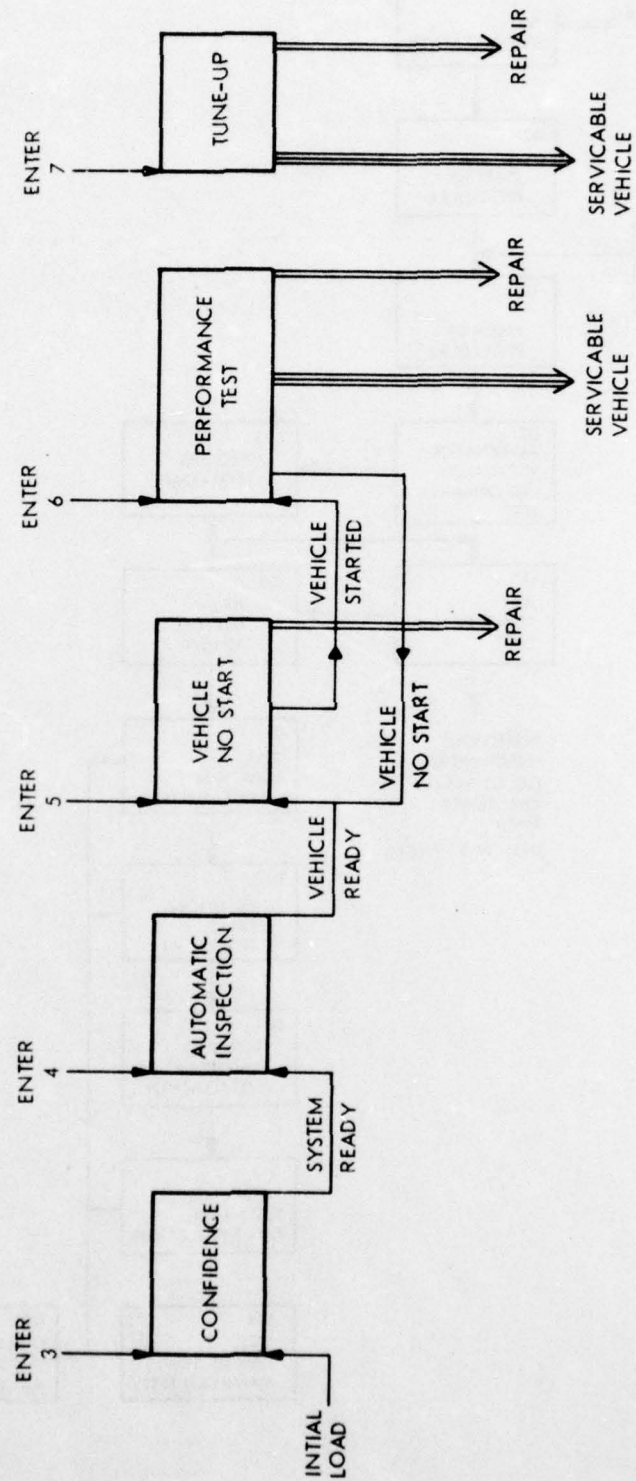 ENTER
3
CONFIDENCE
INTIAL
LOAD
SYSTEM
READY
ENTER
4
AUTOMATIC
INSPECTION
VEHICLE
READY
ENTER
5
VEHICLE
NO START
VEHICLE
STARTED
VEHICLE
NO START
REPAIR
ENTER
6
PERFORMANCE
TEST
SERVICABLE
VEHICLE
REPAIR
ENTER
7
TUNE-UP
SERVICABLE
VEHICLE
REPAIR